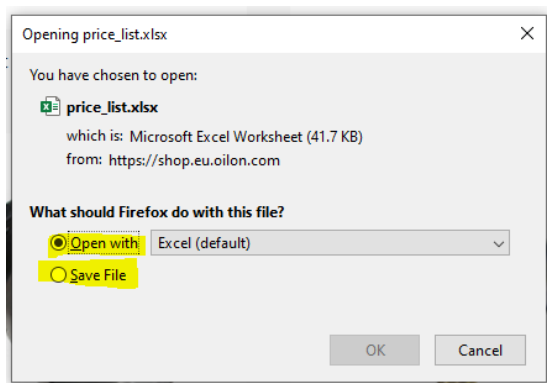 Opening price_list.xlsx
You have chosen to open:
price_list.xlsx
which is: Microsoft Excel Worksheet (41.7 KB)
from: https://shop.eu.oilon.com
What should Firefox do with this file?
Open with Excel (default)
Save File
OK Cancel